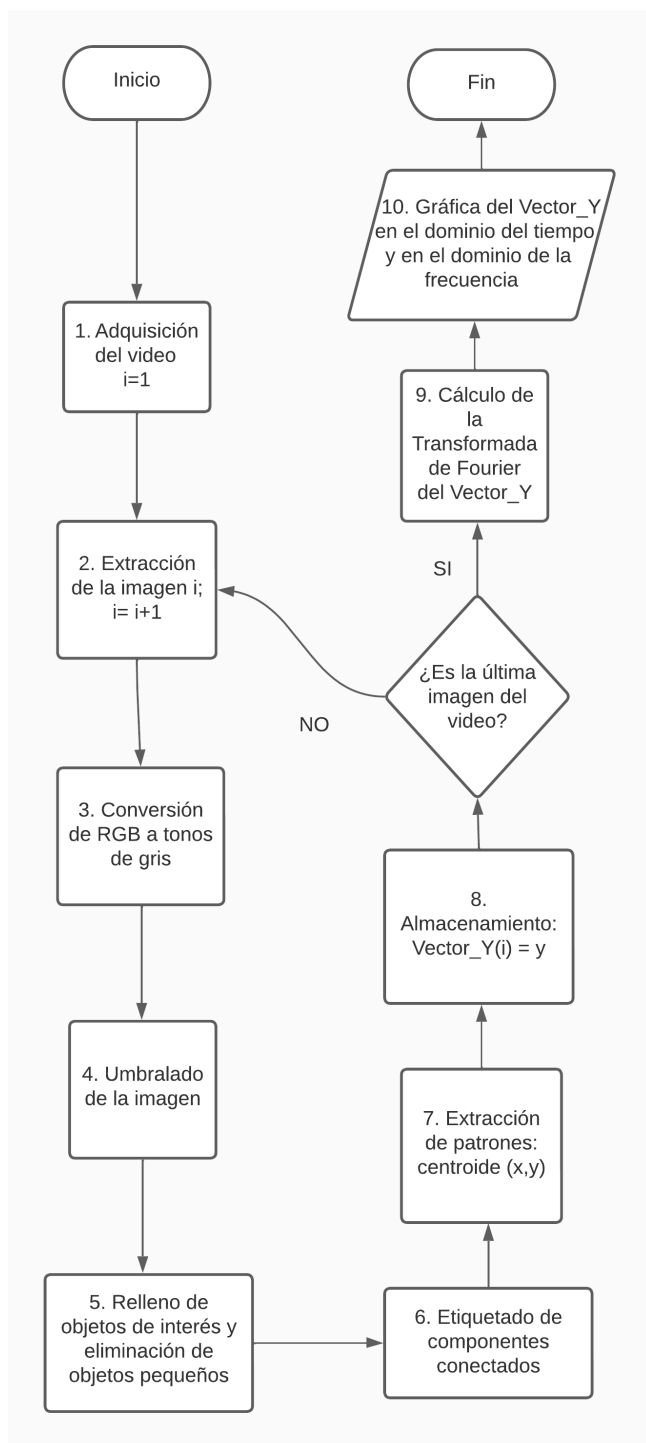 Inicio
1. Adquisición
del video
i=1
2. Extracción
de la imagen i;
i= i+1
3. Conversión
de RGB a tonos
de gris
4. Umbralado
de la imagen
5. Relleno de
objetos de interés y
eliminación de
objetos pequeños
6. Etiquetado de
componentes
conectados
7. Extracción
de patrones:
centroide (x,y)
8.
Almacenamiento:
Vector_Y(i) = y
¿Es la última
imagen del
video?
NO
SI
9. Cálculo de
la
Transformada
de Fourier
del Vector_Y
10. Gráfica del Vector_Y
en el dominio del tiempo
y en el dominio de la
frecuencia
Fin